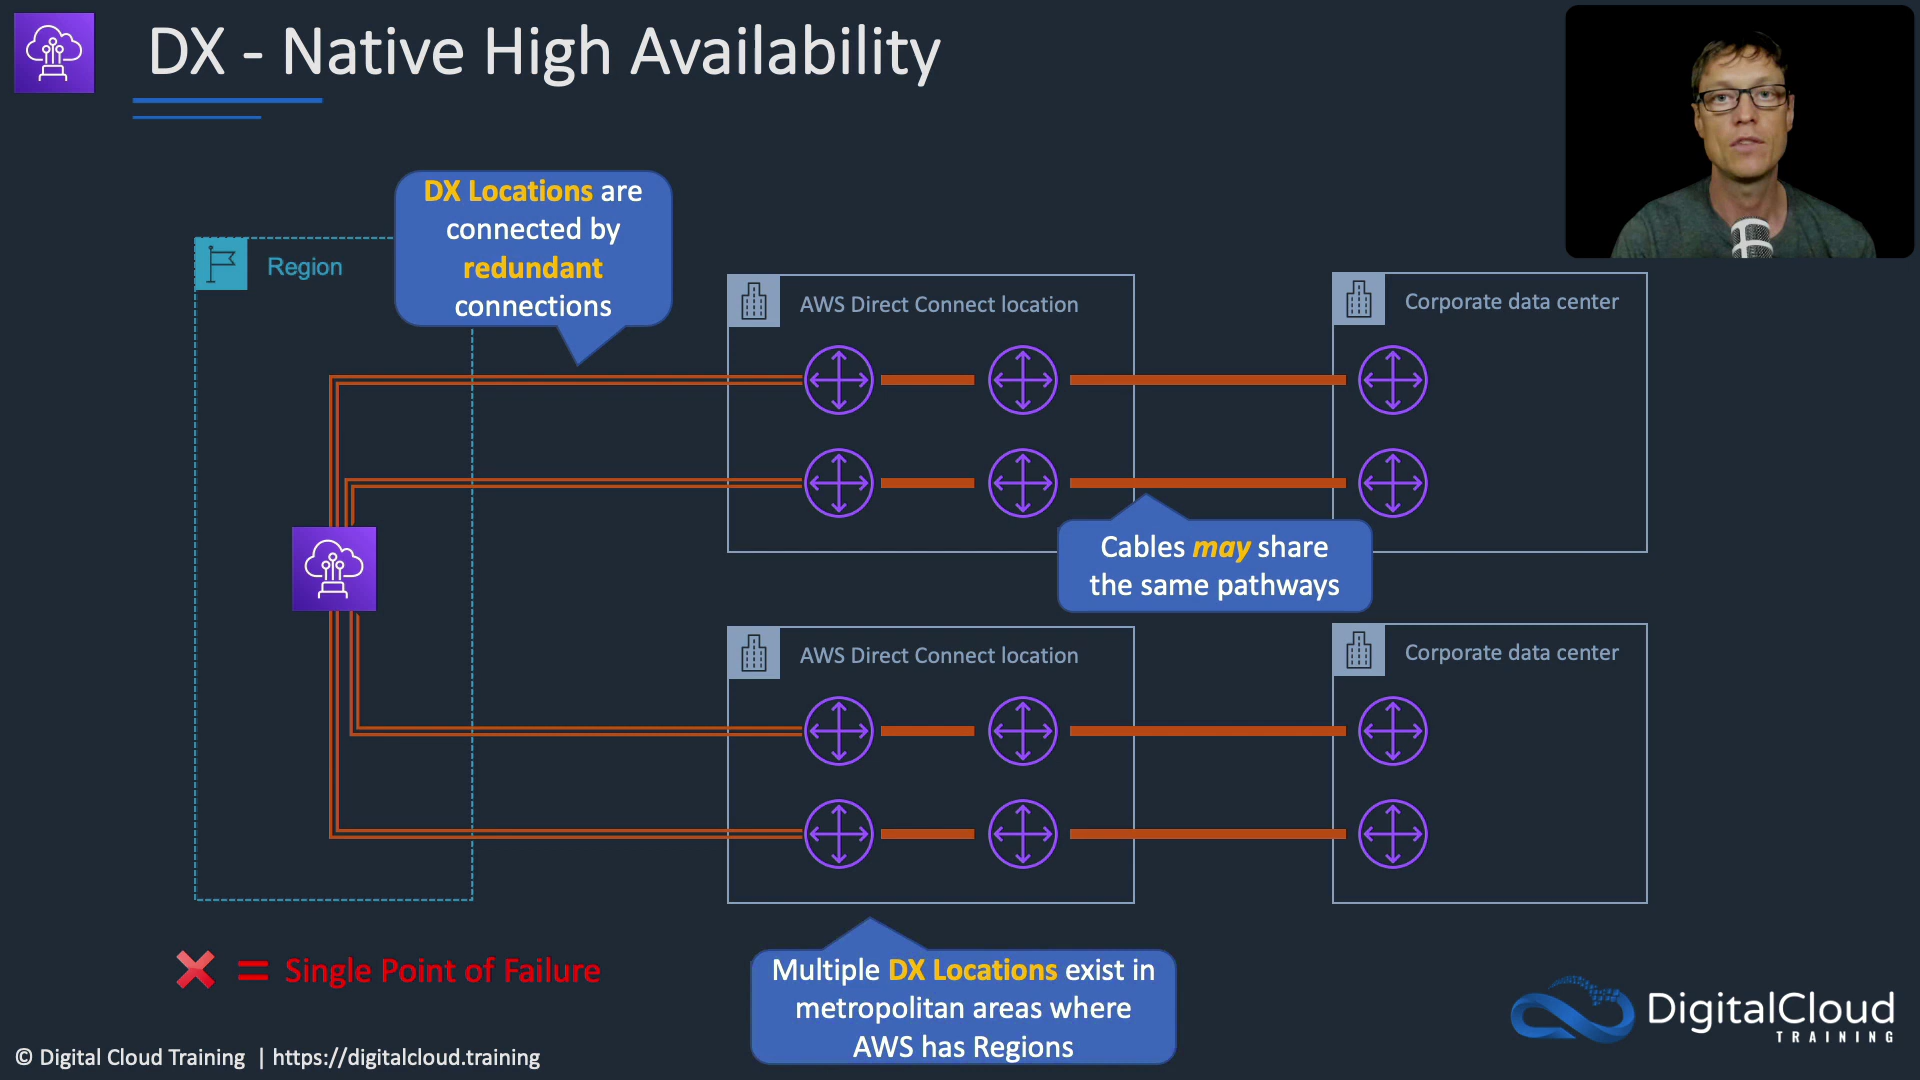 DX - Native High Availability
DX Locations are
connected by
redundant
connections
Region
AWS Direct Connect location
Corporate data center
Cables may share
the same pathways
AWS Direct Connect location
Corporate data center
= Single Point of Failure
Multiple DX Locations exist in
metropolitan areas where
AWS has Regions
DigitalCloud
TRAINING
© Digital Cloud Training | https://digitalcloud.training